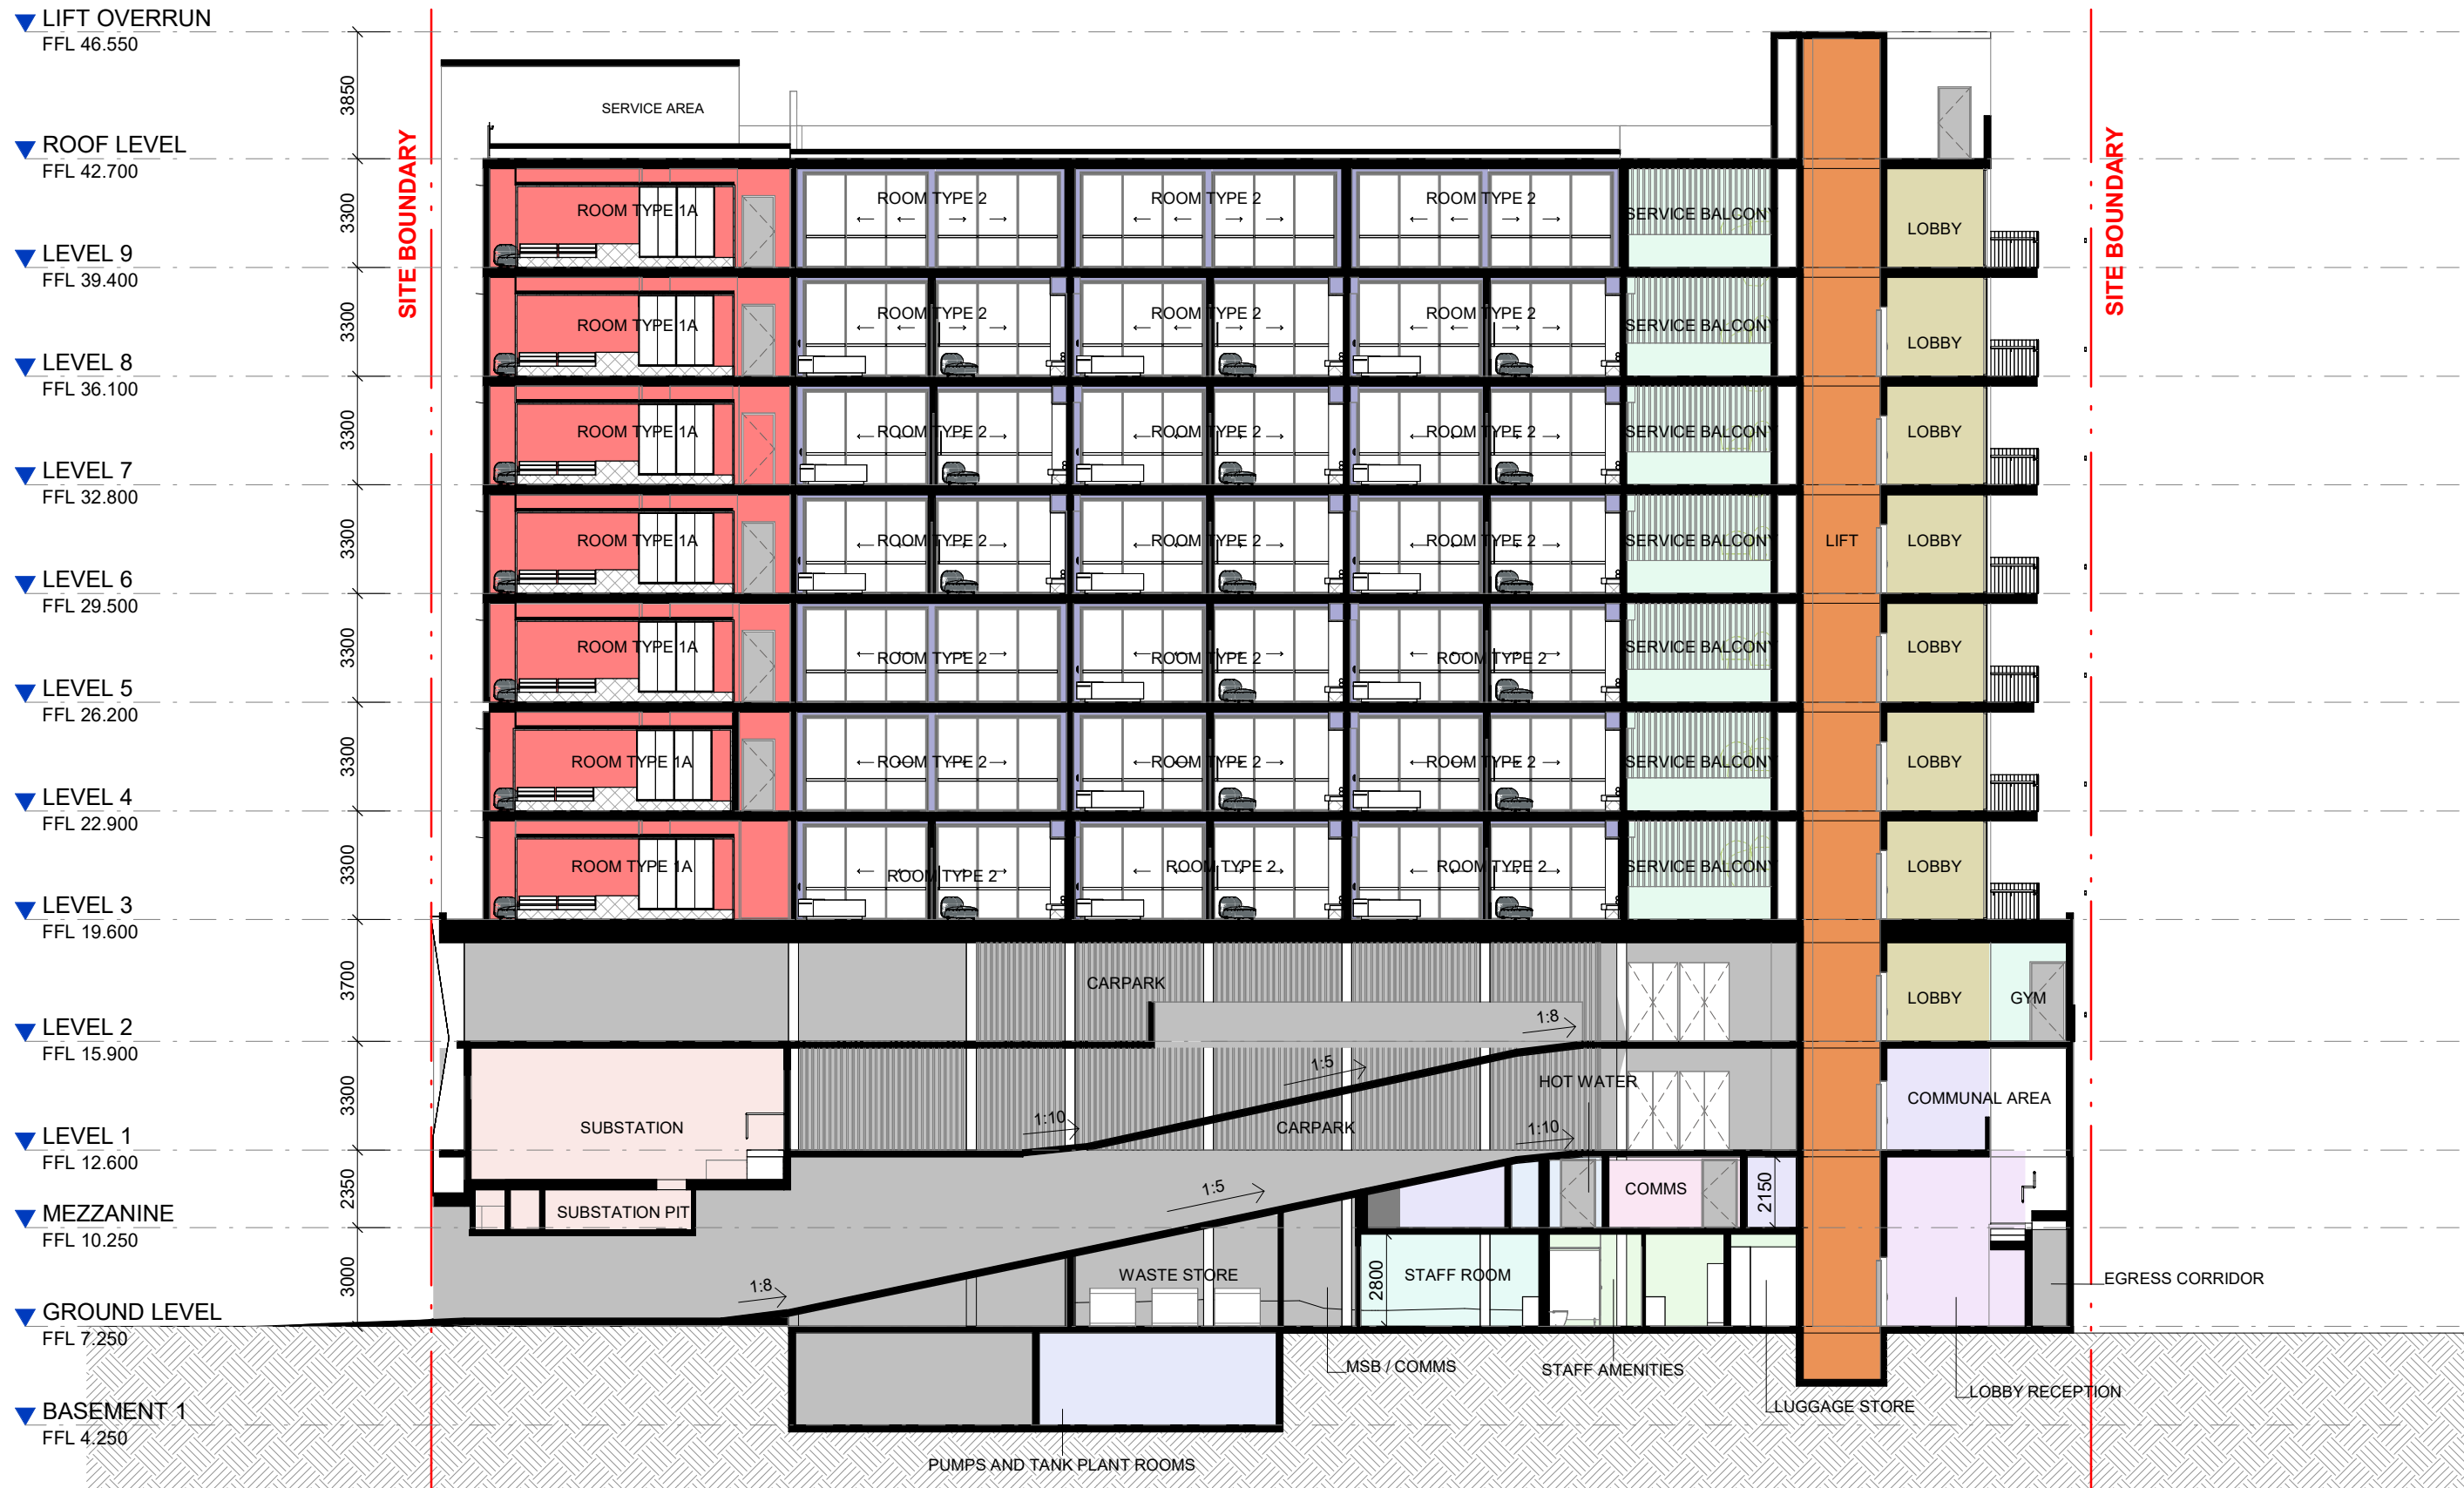 LIFT OVERRUN
FFL 46.550
3850
SERVICE AREA
SITE BOUNDARY
SITE BOUNDARY
ROOF LEVEL
FFL 42.700
3300
ROOM TYPE 1A
ROOM TYPE 2
ROOM TYPE 2
ROOM TYPE 2
SERVICE BALCONY
LOBBY
LEVEL 9
FFL 39.400
3300
ROOM TYPE 1A
ROOM TYPE 2
ROOM TYPE 2
ROOM TYPE 2
SERVICE BALCONY
LOBBY
LEVEL 8
FFL 36.100
3300
ROOM TYPE 1A
ROOM TYPE 2
ROOM TYPE 2
ROOM TYPE 2
SERVICE BALCONY
LOBBY
LEVEL 7
FFL 32.800
3300
ROOM TYPE 1A
ROOM TYPE 2
ROOM TYPE 2
ROOM TYPE 2
SERVICE BALCONY
LIFT
LOBBY
LEVEL 6
FFL 29.500
3300
ROOM TYPE 1A
ROOM TYPE 2
ROOM TYPE 2
ROOM TYPE 2
SERVICE BALCONY
LOBBY
LEVEL 5
FFL 26.200
3300
ROOM TYPE 1A
ROOM TYPE 2
ROOM TYPE 2
ROOM TYPE 2
SERVICE BALCONY
LOBBY
LEVEL 4
FFL 22.900
3300
ROOM TYPE 1A
ROOM TYPE 2
ROOM TYPE 2
ROOM TYPE 2
SERVICE BALCONY
LOBBY
LEVEL 3
FFL 19.600
3700
CARPARK
LOBBY
GYM
1:8
LEVEL 2
FFL 15.900
3300
1:5
HOT WATER
COMMUNAL AREA
SUBSTATION
1:10
CARPARK
1:10
LEVEL 1
FFL 12.600
2350
1:5
COMMS
2150
SUBSTATION PIT
MEZZANINE
FFL 10.250
3000
1:8
WASTE STORE
2800
STAFF ROOM
EGRESS CORRIDOR
GROUND LEVEL
FFL 7.250
MSB / COMMS
STAFF AMENITIES
LOBBY RECEPTION
LUGGAGE STORE
BASEMENT 1
FFL 4.250
PUMPS AND TANK PLANT ROOMS